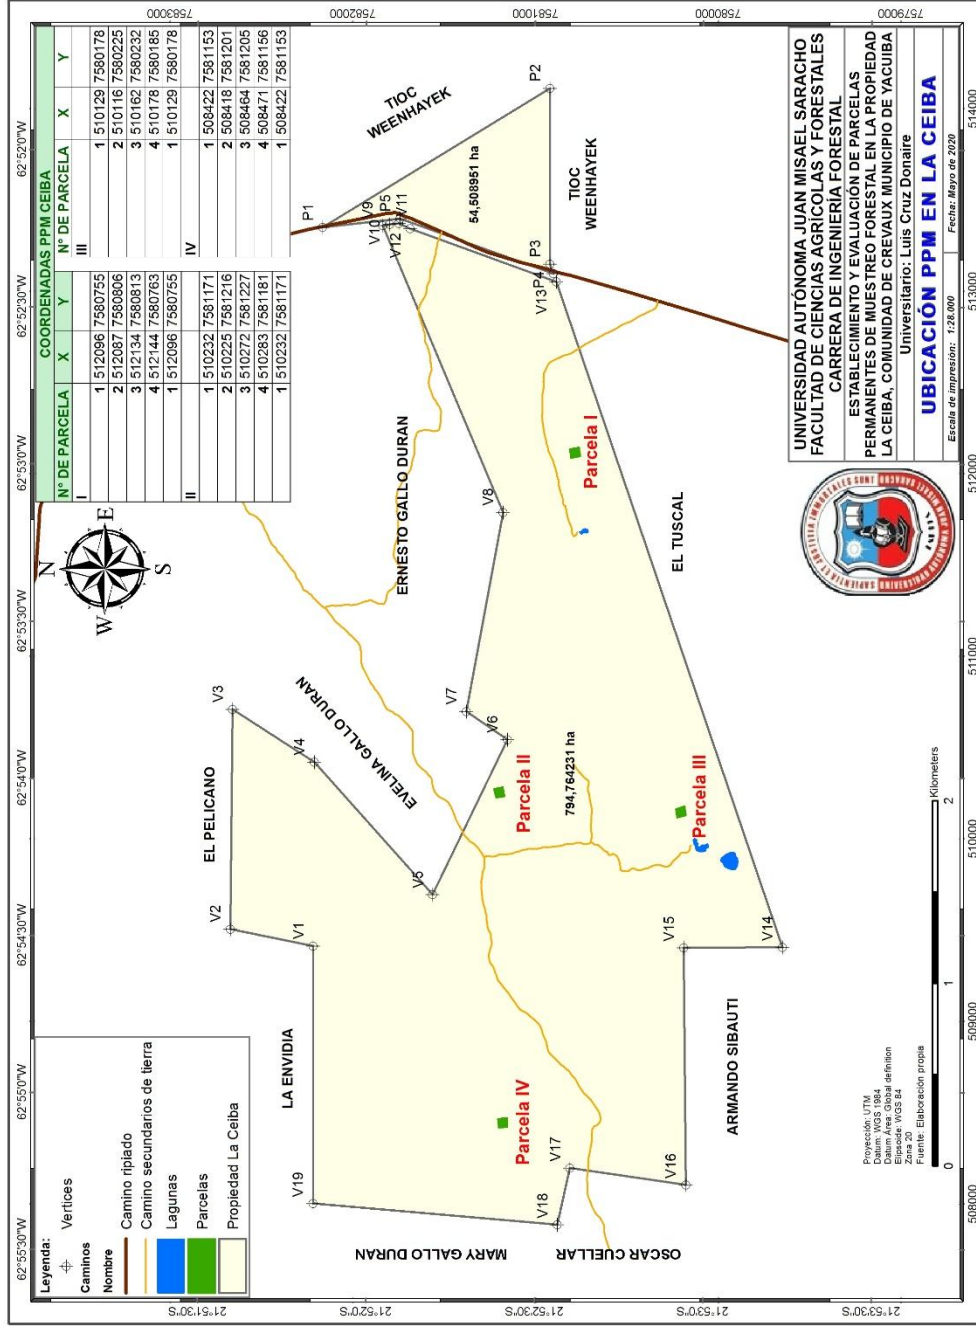 COORDENADAS PPM CEIBA
N° DE PARCELA X Y N° DE PARCELA X Y
I III
1 512096 7580755 1 510129 7580178
2 512087 7580806 2 510116 7580225
3 512134 7580813 3 510162 7580232
4 512144 7580763 4 510178 7580185
1 512096 7580755 1 510129 7580178
II IV
1 510232 7581171 1 508422 7581153
2 510225 7581216 2 508418 7581201
3 510272 7581227 3 508464 7581205
4 510283 7581181 4 508471 7581156
1 510232 7581171 1 508422 7581153
Leyenda:
Vertices
Caminos
Nombre
Camino ripiado
Camino secundarios de tierra
Lagunas
Parcelas
Propiedad La Ceiba
N
E
S
W
62°55'30"W 62°55'0"W 62°54'30"W 62°54'0"W 62°53'30"W 62°53'0"W 62°52'30"W 62°52'0"W
7583000
7582000
7581000
7580000
7579000
21°51'30"S
21°52'0"S
21°52'30"S
21°53'0"S
21°53'30"S
508000 509000 510000 511000 512000 513000 514000
EL PELICANO
LA ENVIDIA
EVELINA GALLO DURAN
ERNESTO GALLO DURAN
TIOC
WEENHAYEK
TIOC
WEENHAYEK
EL TUSCAL
ARMANDO SIBAUTI
MARY GALLO DURAN
OSCAR CUELLAR
V1
V2
V3
V4
V5
V6
V7
V8
V9
V10
V11
V12
V13
V14
V15
V16
V17
V18
V19
P1
P2
P3
P4
P5
54,508951 ha
794,764231 ha
Parcela I
Parcela II
Parcela III
Parcela IV
0 1 2
Kilometers
Proyección: UTM
Datum: WGS 1984
Datum Área: Global definition
Elipsoide: WGS 84
Zona 20
Fuente: Elaboración propia
UNIVERSIDAD AUTÓNOMA JUAN MISAEL SARACHO
FACULTAD DE CIENCIAS AGRÍCOLAS Y FORESTALES
CARRERA DE INGENIERÍA FORESTAL
ESTABLECIMIENTO Y EVALUACIÓN DE PARCELAS
PERMANENTES DE MUESTREO FORESTAL EN LA PROPIEDAD
LA CEIBA, COMUNIDAD DE CREVAUX MUNICIPIO DE YACUIBA
Universitario: Luis Cruz Donaire
UBICACIÓN PPM EN LA CEIBA
Escala de impresión: 1:28.000 Fecha: Mayo de 2020